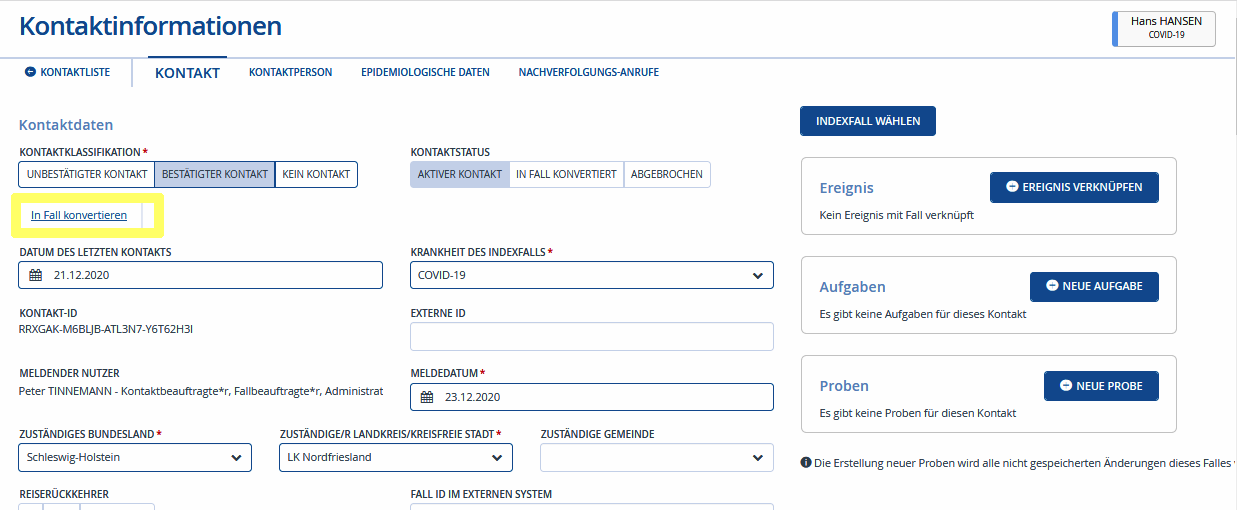 Kontaktinformationen
Hans HANSEN
COVID-19
KONTAKTLISTE KONTAKT KONTAKTPERSON EPIDEMIOLOGISCHE DATEN NACHVERFOLGUNGS-ANRUFE
Kontaktdaten
KONTAKTKLASSIFIKATION *
UNBESTÄTIGTER KONTAKT BESTÄTIGTER KONTAKT KEIN KONTAKT
KONTAKTSTATUS
AKTIVER KONTAKT IN FALL KONVERTIERT ABGEBROCHEN
In Fall konvertieren
DATUM DES LETZTEN KONTAKTS
21.12.2020
KRANKHEIT DES INDEXFALLS *
COVID-19
KONTAKT-ID
RRXGAK-M6BLJB-ATL3N7-Y6T62H3I
EXTERNE ID
MELDENDER NUTZER
Peter TINNEMANN - Kontaktbeauftragte*r, Fallbeauftragte*r, Administrat
MELDEDATUM *
23.12.2020
ZUSTÄNDIGES BUNDESLAND *
Schleswig-Holstein
ZUSTÄNDIGE/R LANDKREIS/KREISFREIE STADT *
LK Nordfriesland
ZUSTÄNDIGE GEMEINDE
REISERÜCKKEHRER
FALL ID IM EXTERNEN SYSTEM
INDEXFALL WÄHLEN
Ereignis
EREIGNIS VERKNÜPFEN
Kein Ereignis mit Fall verknüpft
Aufgaben
NEUE AUFGABE
Es gibt keine Aufgaben für dieses Kontakt
Proben
NEUE PROBE
Es gibt keine Proben für diesen Kontakt
Die Erstellung neuer Proben wird alle nicht gespeicherten Änderungen dieses Falles